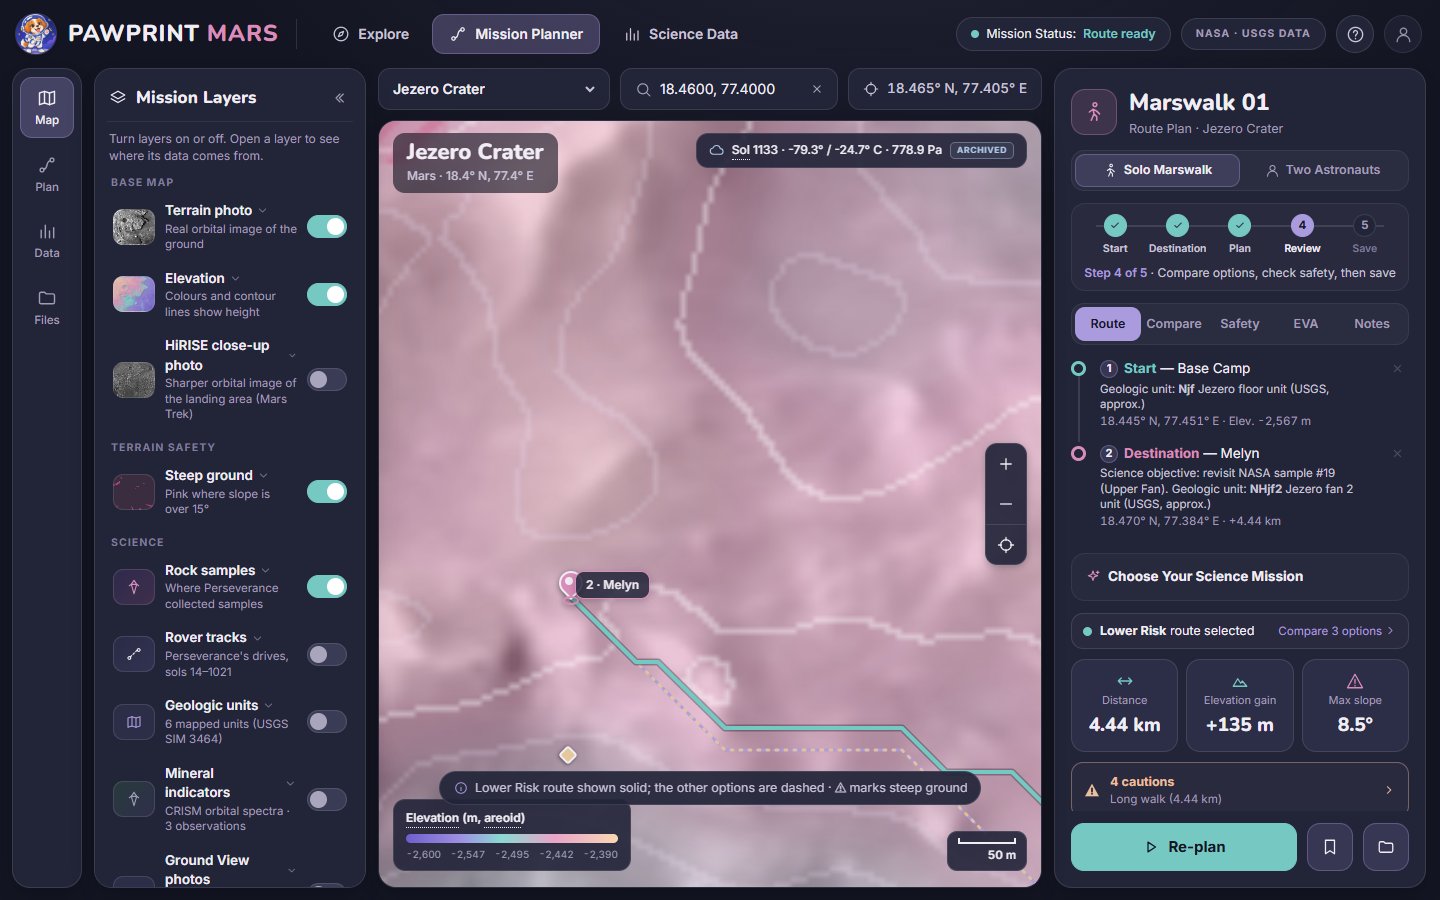 PAWPRINT MARS
Explore
Mission Planner
Science Data
Mission Status: Route ready
NASA · USGS DATA
Map
Plan
Data
Files
Mission Layers
Turn layers on or off. Open a layer to see
where its data comes from.
BASE MAP
Terrain photo
Real orbital image of the
ground
Elevation
Colours and contour
lines show height
HiRISE close-up
photo
Sharper orbital image of
the landing area (Mars
Trek)
TERRAIN SAFETY
Steep ground
Pink where slope is
over 15°
SCIENCE
Rock samples
Where Perseverance
collected samples
Rover tracks
Perseverance's drives,
sols 14–1021
Geologic units
6 mapped units (USGS
SIM 3464)
Mineral
indicators
CRISM orbital spectra ·
3 observations
Ground View
photos
Jezero Crater
18.4600, 77.4000
18.465° N, 77.405° E
Jezero Crater
Mars · 18.4° N, 77.4° E
Sol 1133 · -79.3° / -24.7° C · 778.9 Pa ARCHIVED
2 · Melyn
Lower Risk route shown solid; the other options are dashed · ⚠ marks steep ground
Elevation (m, areoid)
-2,600 -2,547 -2,495 -2,442 -2,390
50 m
Marswalk 01
Route Plan · Jezero Crater
Solo Marswalk
Two Astronauts
4 5
Start Destination Plan Review Save
Step 4 of 5 · Compare options, check safety, then save
Route Compare Safety EVA Notes
1 Start — Base Camp
Geologic unit: Njf Jezero floor unit (USGS,
approx.)
18.445° N, 77.451° E · Elev. -2,567 m
2 Destination — Melyn
Science objective: revisit NASA sample #19
(Upper Fan). Geologic unit: NHjf2 Jezero fan 2
unit (USGS, approx.)
18.470° N, 77.384° E · +4.44 km
Choose Your Science Mission
Lower Risk route selected
Compare 3 options
Distance
4.44 km
Elevation gain
+135 m
Max slope
8.5°
4 cautions
Long walk (4.44 km)
Re-plan